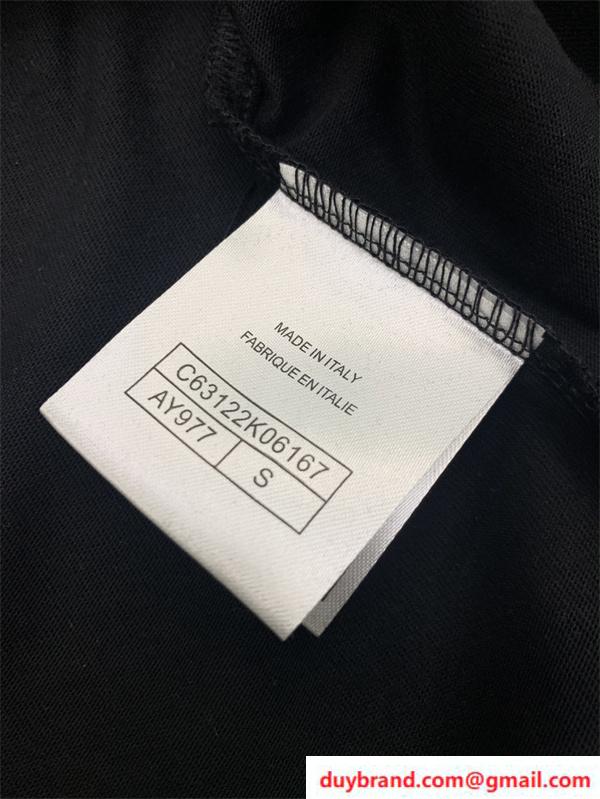 MADE IN ITALY
FABRIQUE EN ITALIE
C63122K06167
AY977 S
duybrand.com@gmail.com